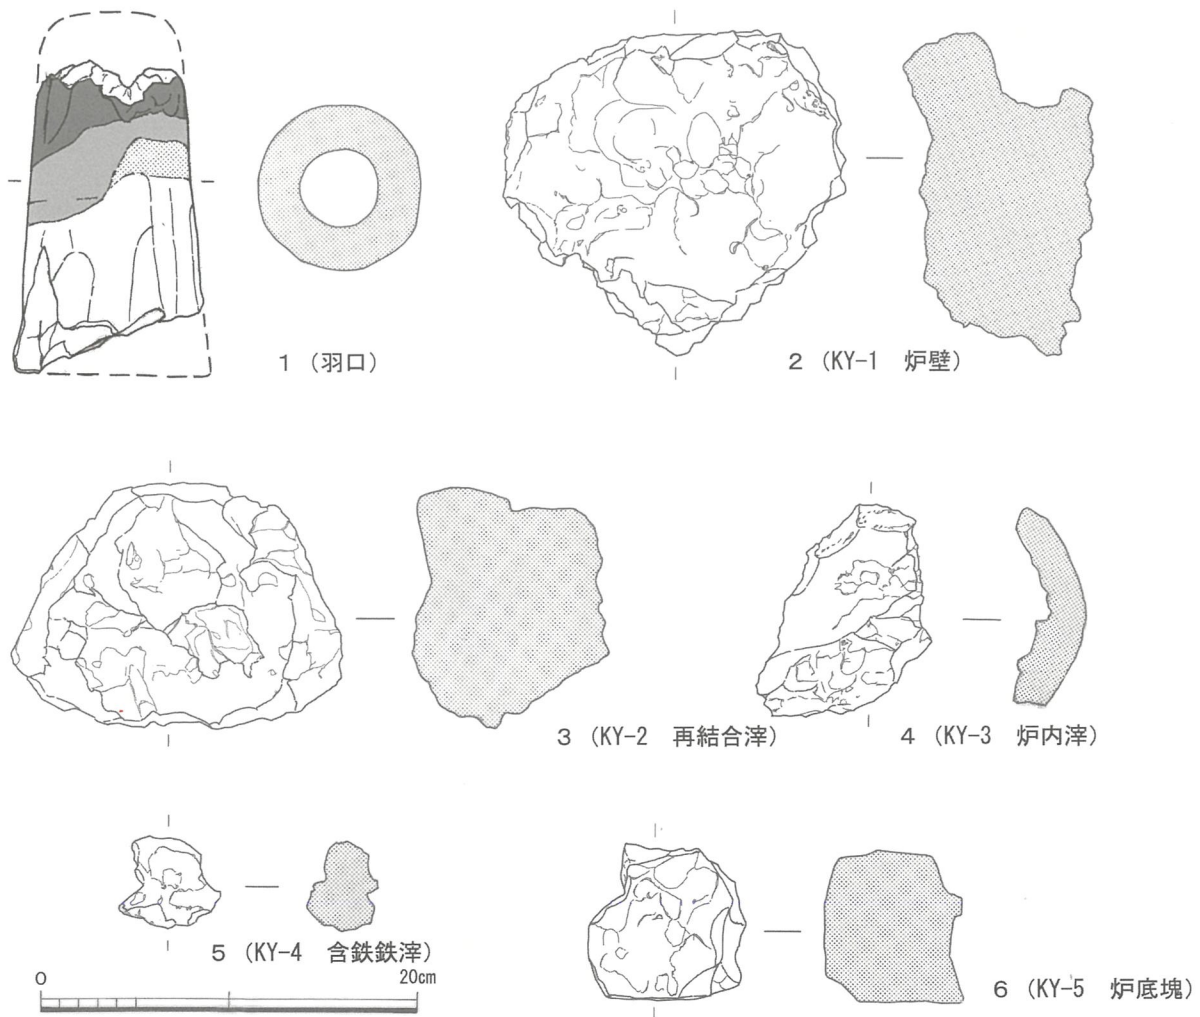 1 (羽口)
2 (KY-1 炉壁)
3 (KY-2 再結合滓)
4 (KY-3 炉内滓)
5 (KY-4 含鉄鉄滓)
0 20cm
6 (KY-5 炉底塊)